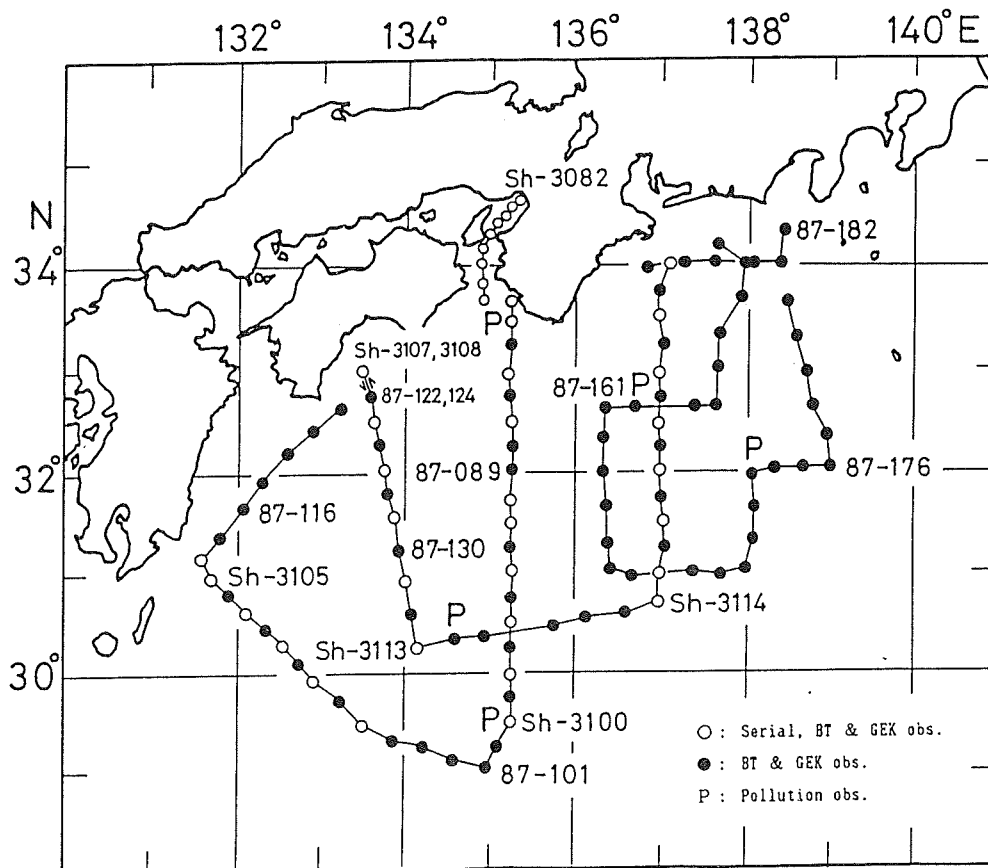 132° 134° 136° 138° 140°E
Sh-3082
N
87-182
34°
P
Sh-3107,3108
87-161 P
87-122,124
P
32° 87-089 87-176
87-116
87-130
Sh-3105
P Sh-3114
Sh-3113
30°
P Sh-3100
○ : Serial, BT & GEK obs.
87-101 ● : BT & GEK obs.
P : Pollution obs.